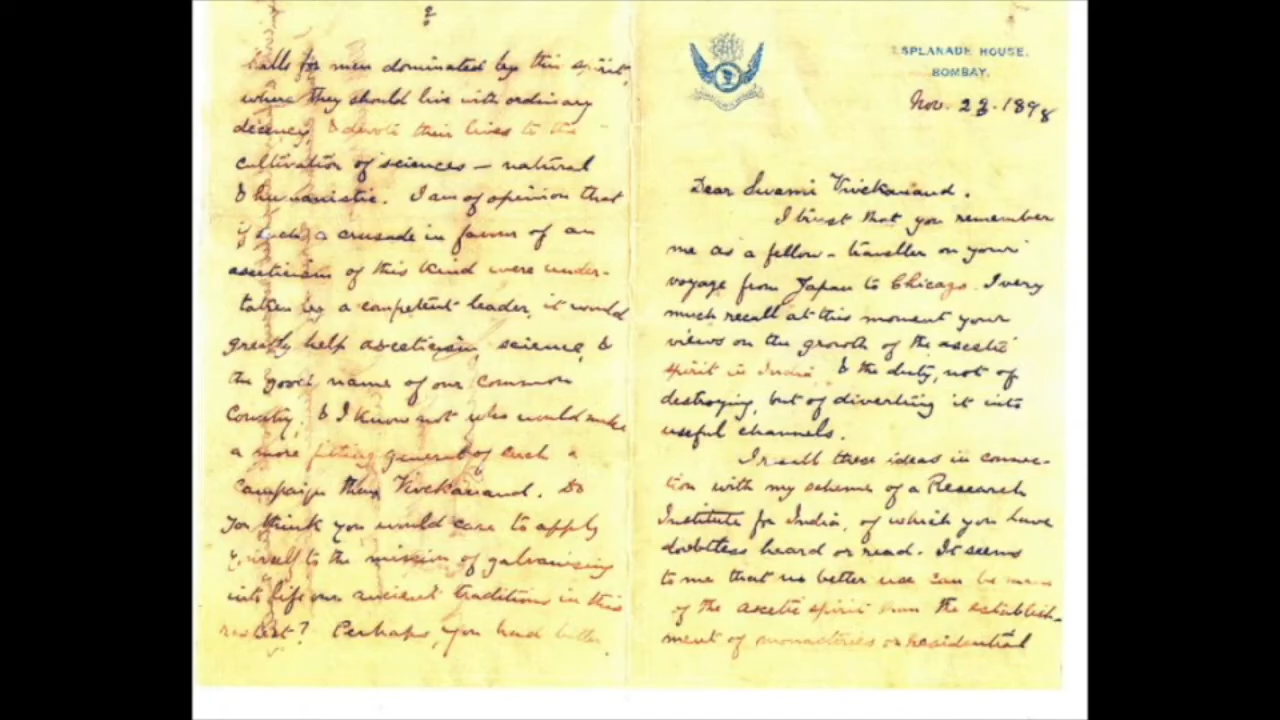 ESPLANADE HOUSE.
BOMBAY.
Nov. 23. 1898
Dear Swami Vivekanand.
I trust that you remember
me as a fellow-traveller on your
voyage from Japan to Chicago. I very
much recall at this moment your
views on the growth of the ascetic
spirit in India & the duty, not of
destroying, but of diverting it into
useful channels.
I recall these ideas in connec-
tion with my scheme of a Research
Institute for India, of which you have
doubtless heard or read. It seems
to me that no better use can be made
of the ascetic spirit than the establish-
ment of monasteries or residential
2
halls for men dominated by this spirit,
where they should live with ordinary
decency, & devote their lives to the
cultivation of sciences – natural
& humanistic. I am of opinion that
if such a crusade in favour of an
asceticism of this kind were under-
taken by a competent leader, it would
greatly help asceticism, science, &
the good name of our common
country; & I know not who would make
a more fitting general of such a
campaign than Vivekanand. Do
you think you would care to apply
yourself to the mission of galvanising
into life our ancient traditions in this
respect? Perhaps, you had better